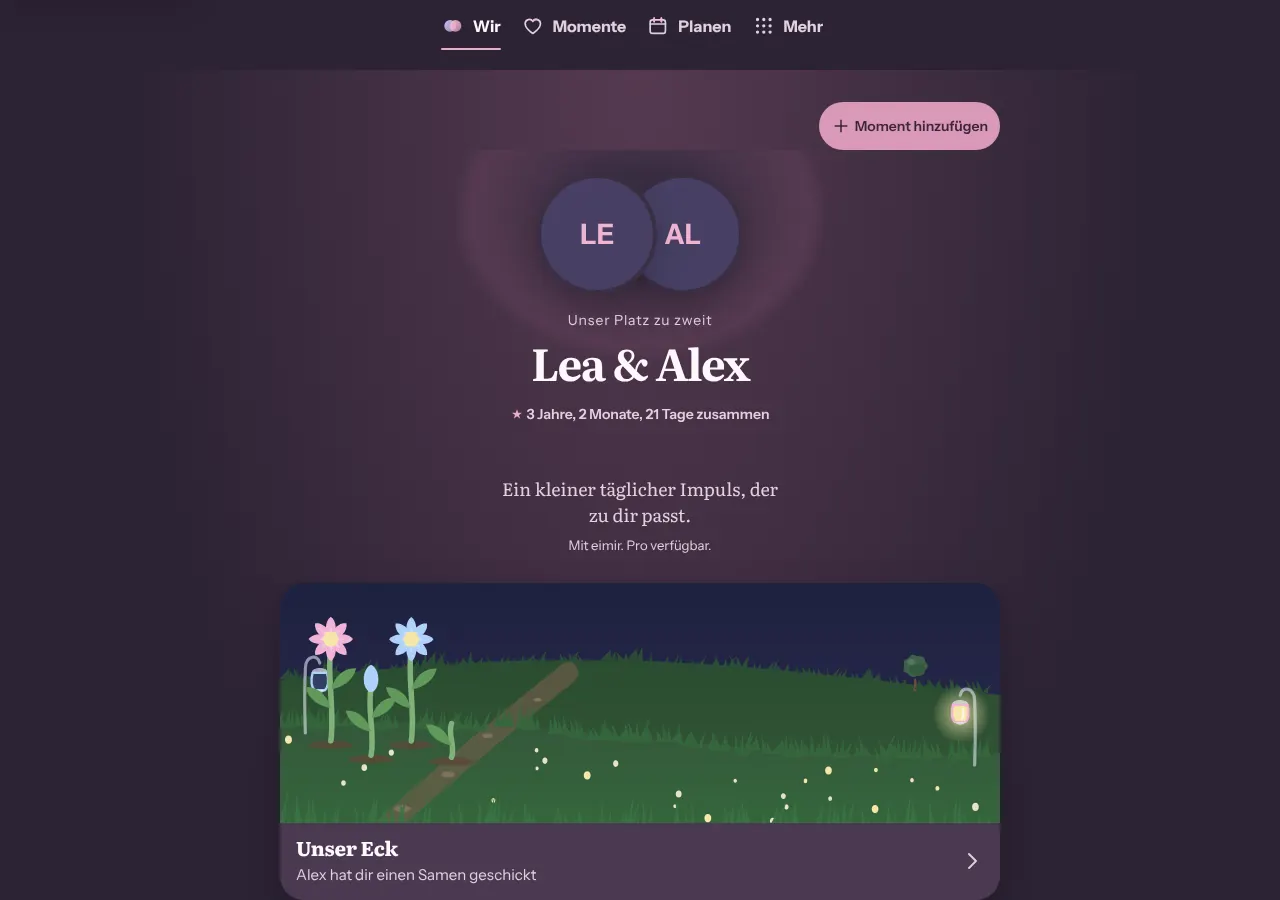 Wir
Momente
Planen
Mehr
Moment hinzufügen
LE
AL
Unser Platz zu zweit
Lea & Alex
★ 3 Jahre, 2 Monate, 21 Tage zusammen
Ein kleiner täglicher Impuls, der
zu dir passt.
Mit eimir. Pro verfügbar.
Unser Eck
Alex hat dir einen Samen geschickt